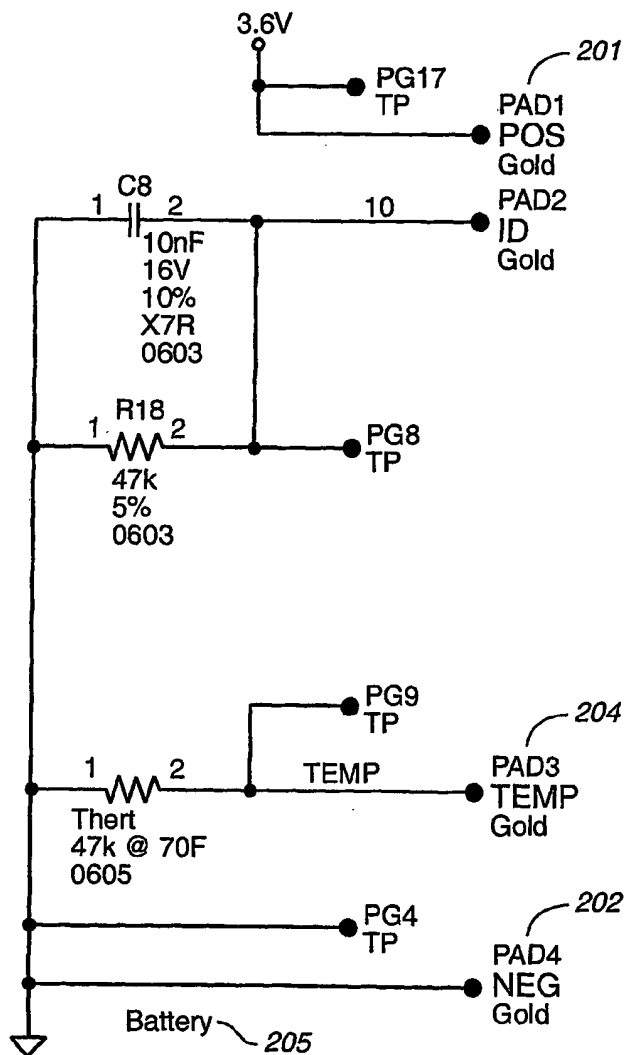 3.6V
201
PG17
TP
PAD1
POS
Gold
C8
1 2
10nF
16V
10%
X7R
0603
10
PAD2
ID
Gold
R18
1 2
47k
5%
0603
PG8
TP
PG9
TP
204
1 2
TEMP
PAD3
TEMP
Gold
Thert
47k @ 70F
0605
PG4
TP
202
PAD4
NEG
Gold
Battery 205